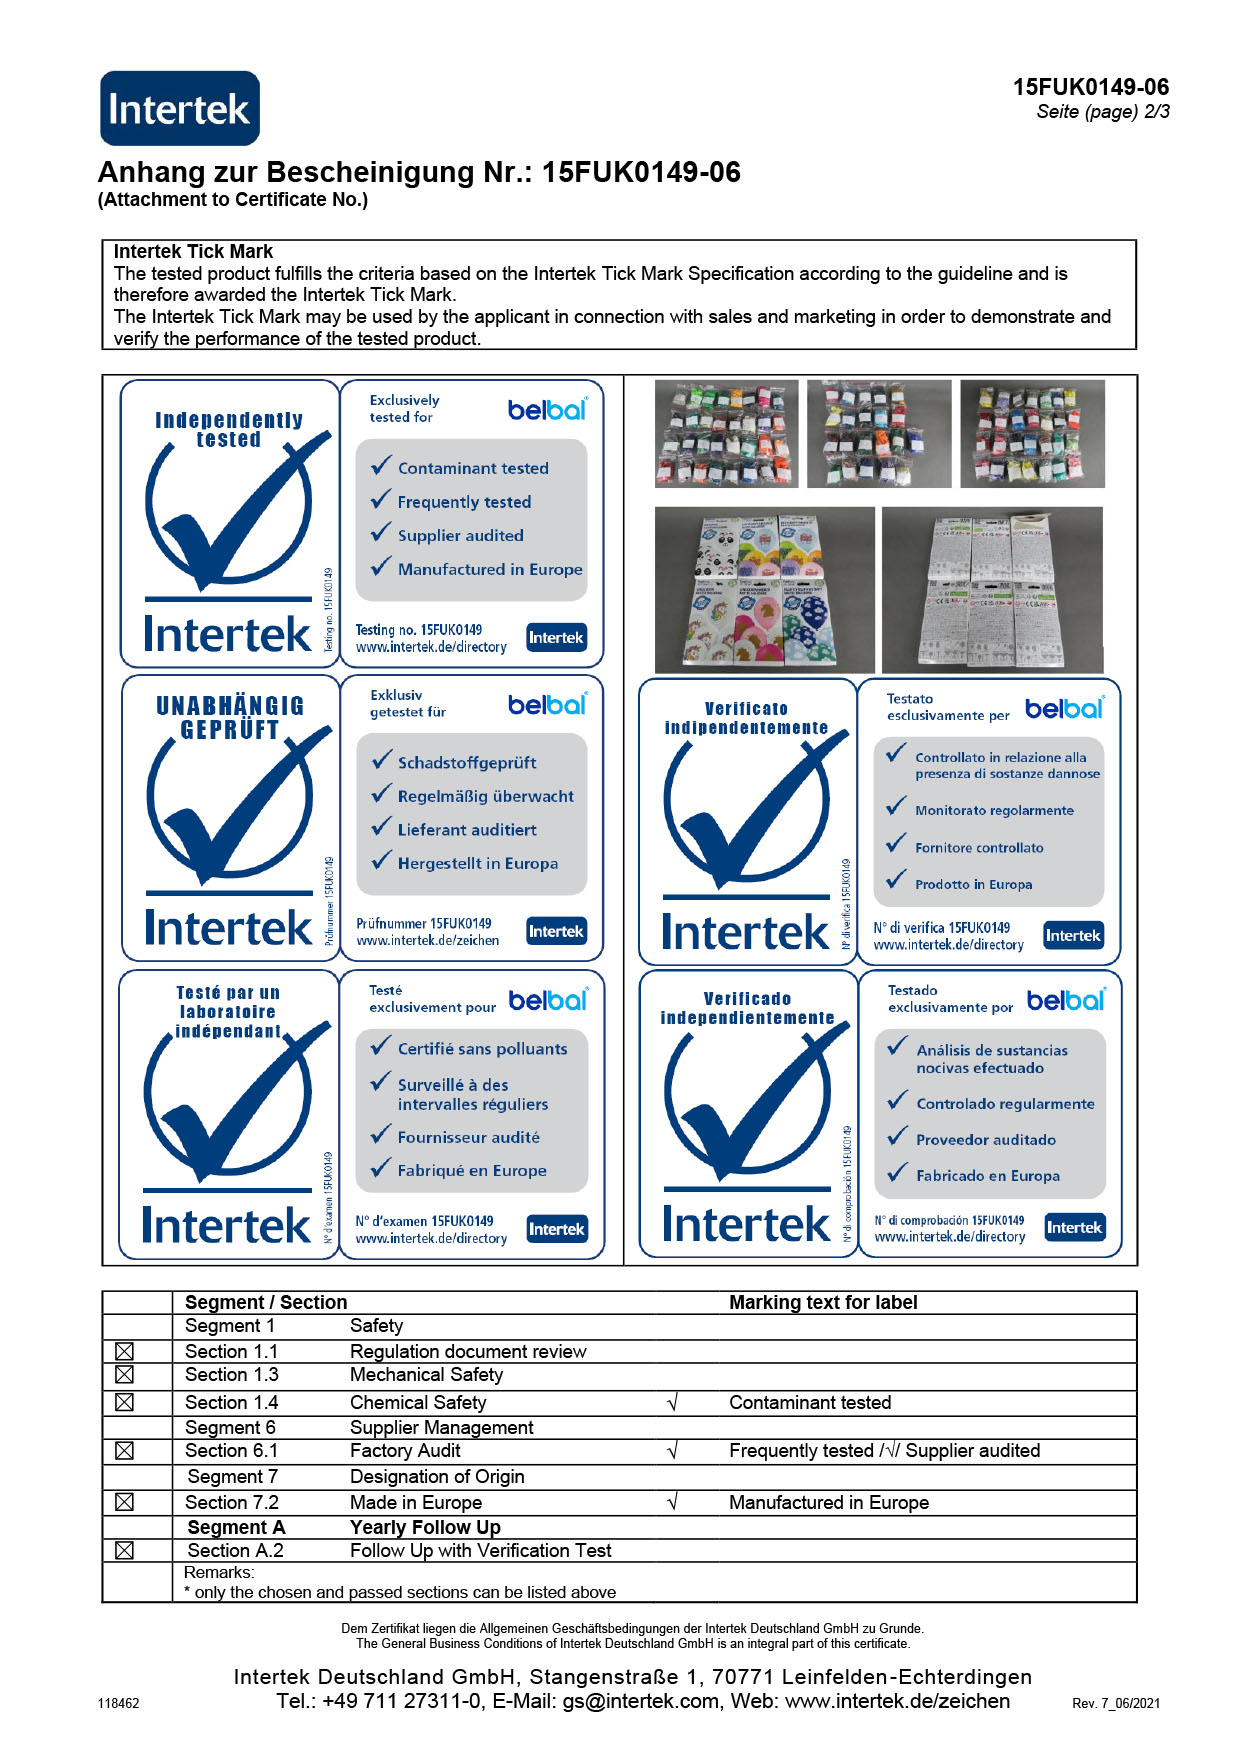 Intertek
15FUK0149-06
Seite (page) 2/3
Anhang zur Bescheinigung Nr.: 15FUK0149-06
(Attachment to Certificate No.)
Intertek Tick Mark
The tested product fulfills the criteria based on the Intertek Tick Mark Specification according to the guideline and is
therefore awarded the Intertek Tick Mark.
The Intertek Tick Mark may be used by the applicant in connection with sales and marketing in order to demonstrate and
verify the performance of the tested product.
Independently
tested
Intertek
Testing no. 15FUK0149
Exclusively
tested for
belbal
Contaminant tested
Frequently tested
Supplier audited
Manufactured in Europe
Testing no. 15FUK0149
www.intertek.de/directory
Intertek
UNABHÄNGIG
GEPRÜFT
Intertek
Prüfnummer 15FUK0149
Exklusiv
getestet für
belbal
Schadstoffgeprüft
Regelmäßig überwacht
Lieferant auditiert
Hergestellt in Europa
Prüfnummer 15FUK0149
www.intertek.de/zeichen
Intertek
Verificato
indipendentemente
Intertek
N° di verifica 15FUK0149
Testato
esclusivamente per
belbal
Controllato in relazione alla
presenza di sostanze dannose
Monitorato regolarmente
Fornitore controllato
Prodotto in Europa
N° di verifica 15FUK0149
www.intertek.de/directory
Intertek
Testé par un
laboratoire
indépendant
Intertek
N° d'examen 15FUK0149
Testé
exclusivement pour
belbal
Certifié sans polluants
Surveillé à des
intervalles réguliers
Fournisseur audité
Fabriqué en Europe
N° d'examen 15FUK0149
www.intertek.de/directory
Intertek
Verificado
independientemente
Intertek
N° di comprobación 15FUK0149
Testado
exclusivamente por
belbal
Análisis de sustancias
nocivas efectuado
Controlado regularmente
Proveedor auditado
Fabricado en Europa
N° di comprobación 15FUK0149
www.intertek.de/directory
Intertek
Segment / Section Marking text for label
Segment 1 Safety
☒ Section 1.1 Regulation document review
☒ Section 1.3 Mechanical Safety
☒ Section 1.4 Chemical Safety √ Contaminant tested
Segment 6 Supplier Management
☒ Section 6.1 Factory Audit √ Frequently tested /√/ Supplier audited
Segment 7 Designation of Origin
☒ Section 7.2 Made in Europe √ Manufactured in Europe
Segment A Yearly Follow Up
☒ Section A.2 Follow Up with Verification Test
Remarks:
* only the chosen and passed sections can be listed above
Dem Zertifikat liegen die Allgemeinen Geschäftsbedingungen der Intertek Deutschland GmbH zu Grunde.
The General Business Conditions of Intertek Deutschland GmbH is an integral part of this certificate.
Intertek Deutschland GmbH, Stangenstraße 1, 70771 Leinfelden-Echterdingen
118462 Tel.: +49 711 27311-0, E-Mail: gs@intertek.com, Web: www.intertek.de/zeichen Rev. 7_06/2021